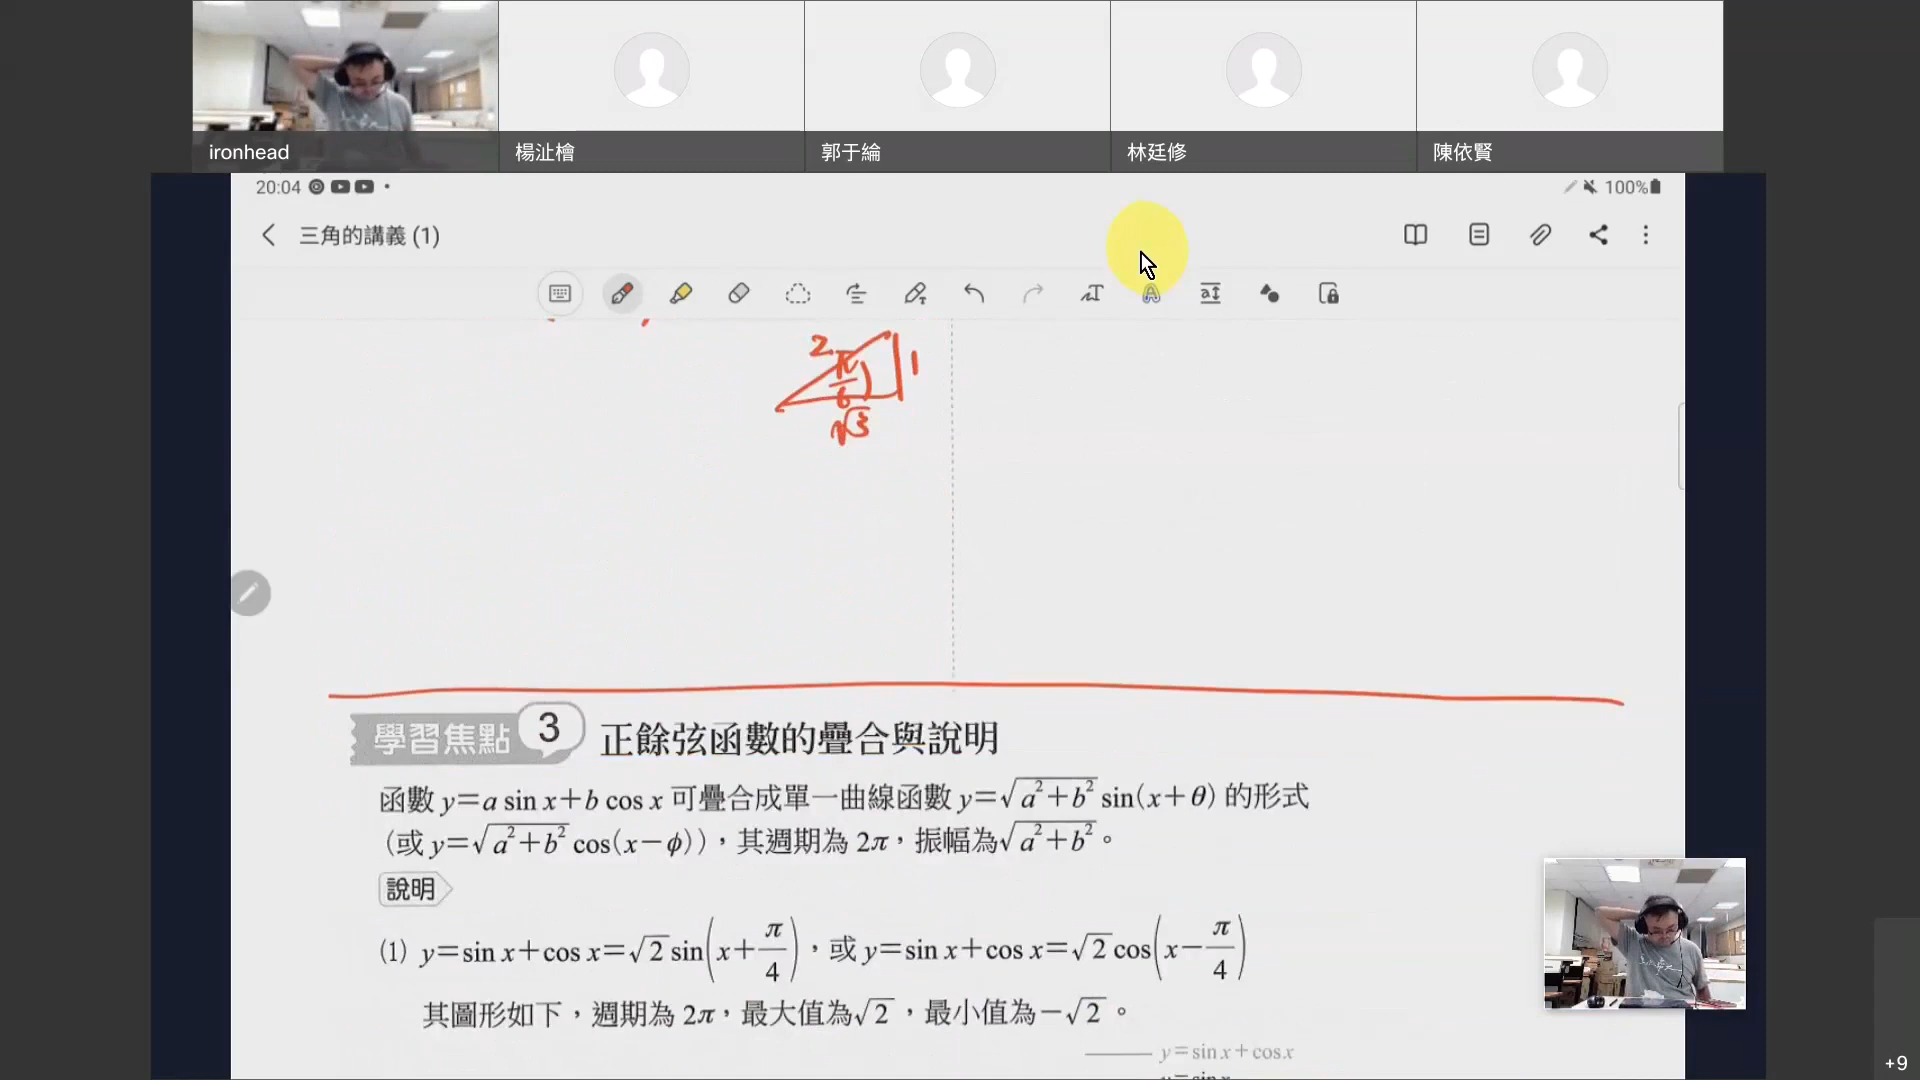 ironhead
楊沚檜
郭于綸
林廷修
陳依賢
20:04
100%
三角的講義 (1)
2
π/6
1
√3
學習焦點 3 正餘弦函數的疊合與說明
函數 y=a sin x+b cos x 可疊合成單一曲線函數 y=√(a²+b²) sin(x+θ) 的形式
(或 y=√(a²+b²) cos(x−ϕ)),其週期為 2π,振幅為√(a²+b²)。
說明
(1) y=sin x+cos x=√2 sin(x+π/4),或 y=sin x+cos x=√2 cos(x−π/4)
其圖形如下,週期為 2π,最大值為√2,最小值為−√2。
y=sin x+cos x
y=sin x
+9